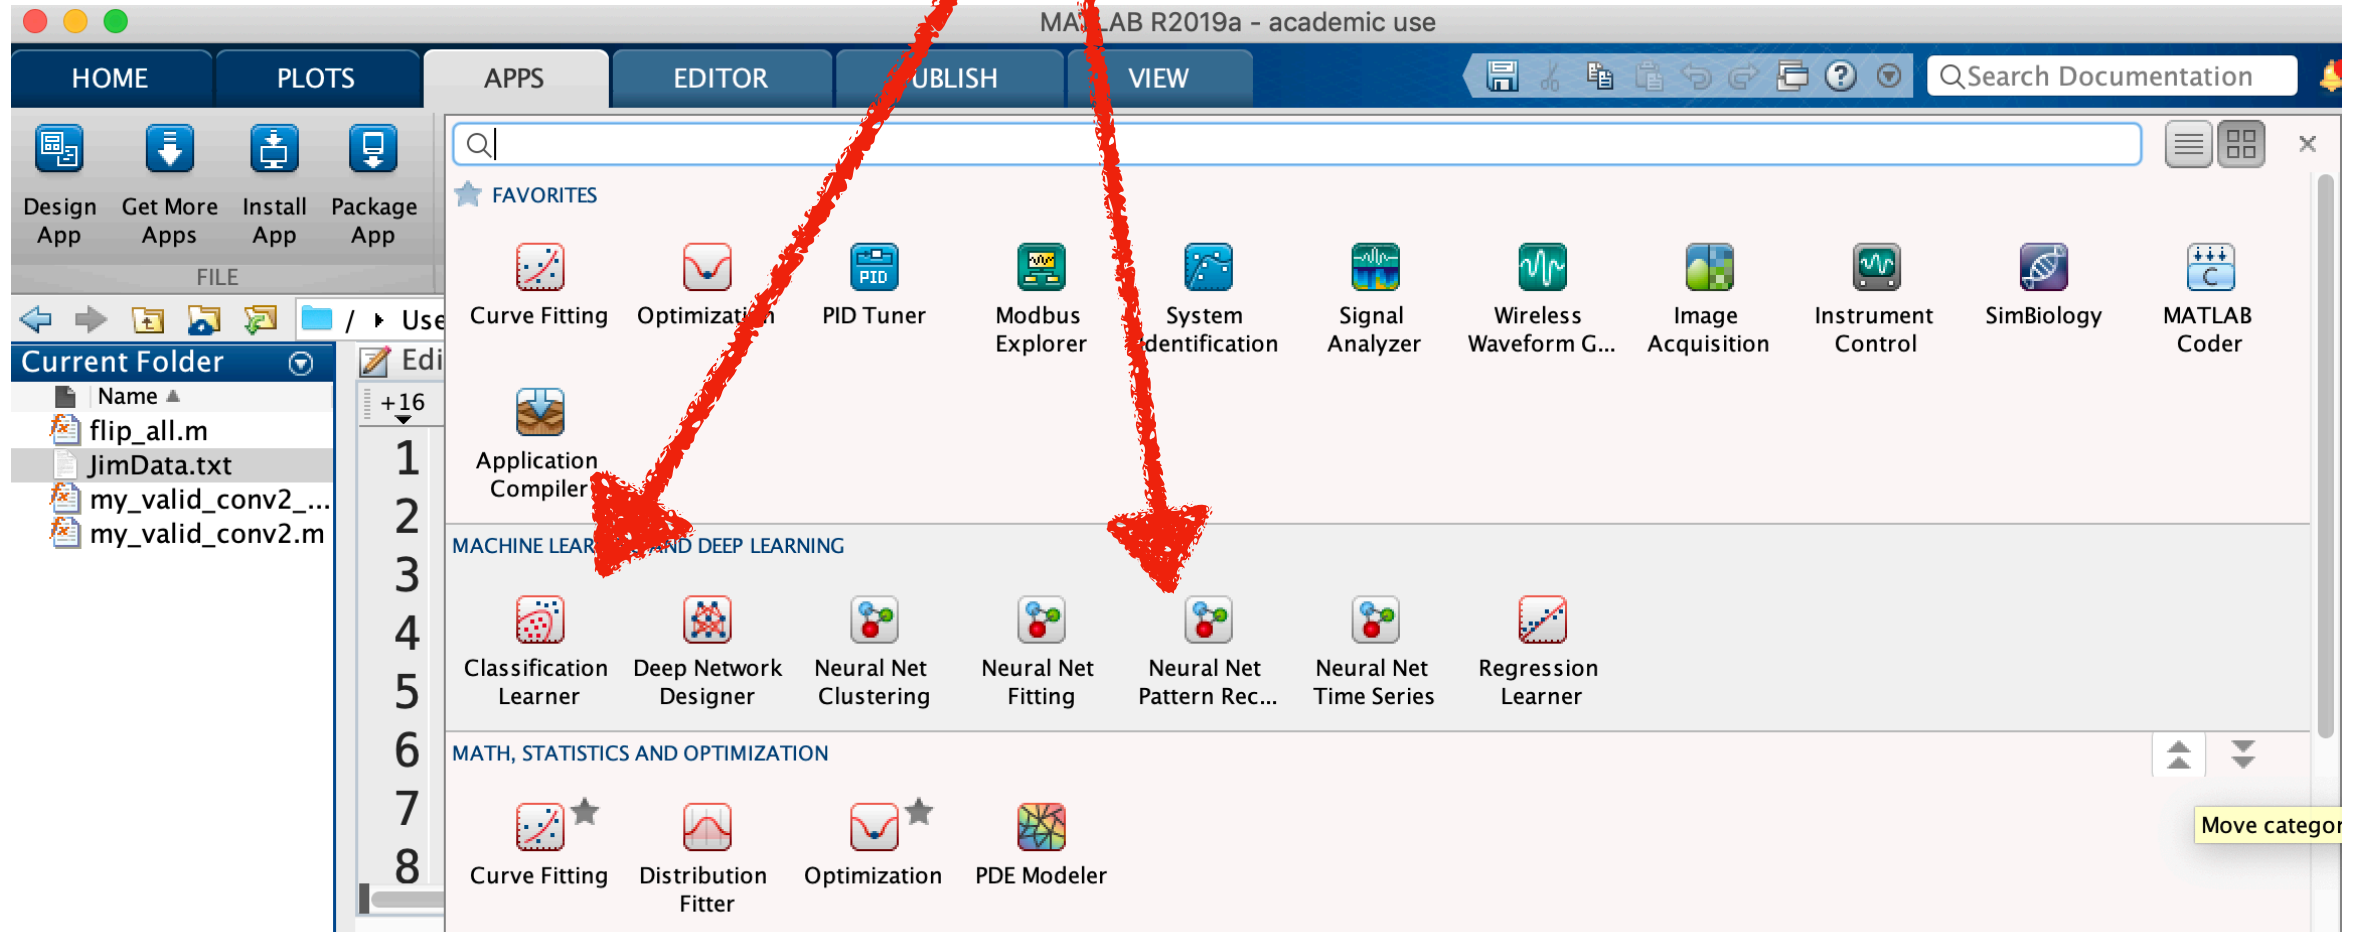 MATLAB R2019a - academic use
HOME PLOTS APPS EDITOR PUBLISH VIEW
Search Documentation
Design App
Get More Apps
Install App
Package App
FILE
/ Use
FAVORITES
Curve Fitting
Optimization
PID Tuner
Modbus Explorer
System Identification
Signal Analyzer
Wireless Waveform G...
Image Acquisition
Instrument Control
SimBiology
MATLAB Coder
Application Compiler
Current Folder
Name
flip_all.m
JimData.txt
my_valid_conv2_...
my_valid_conv2.m
Edi
+16
1
2
3
4
5
6
7
8
MACHINE LEARNING AND DEEP LEARNING
Classification Learner
Deep Network Designer
Neural Net Clustering
Neural Net Fitting
Neural Net Pattern Rec...
Neural Net Time Series
Regression Learner
MATH, STATISTICS AND OPTIMIZATION
Curve Fitting
Distribution Fitter
Optimization
PDE Modeler
Move categor